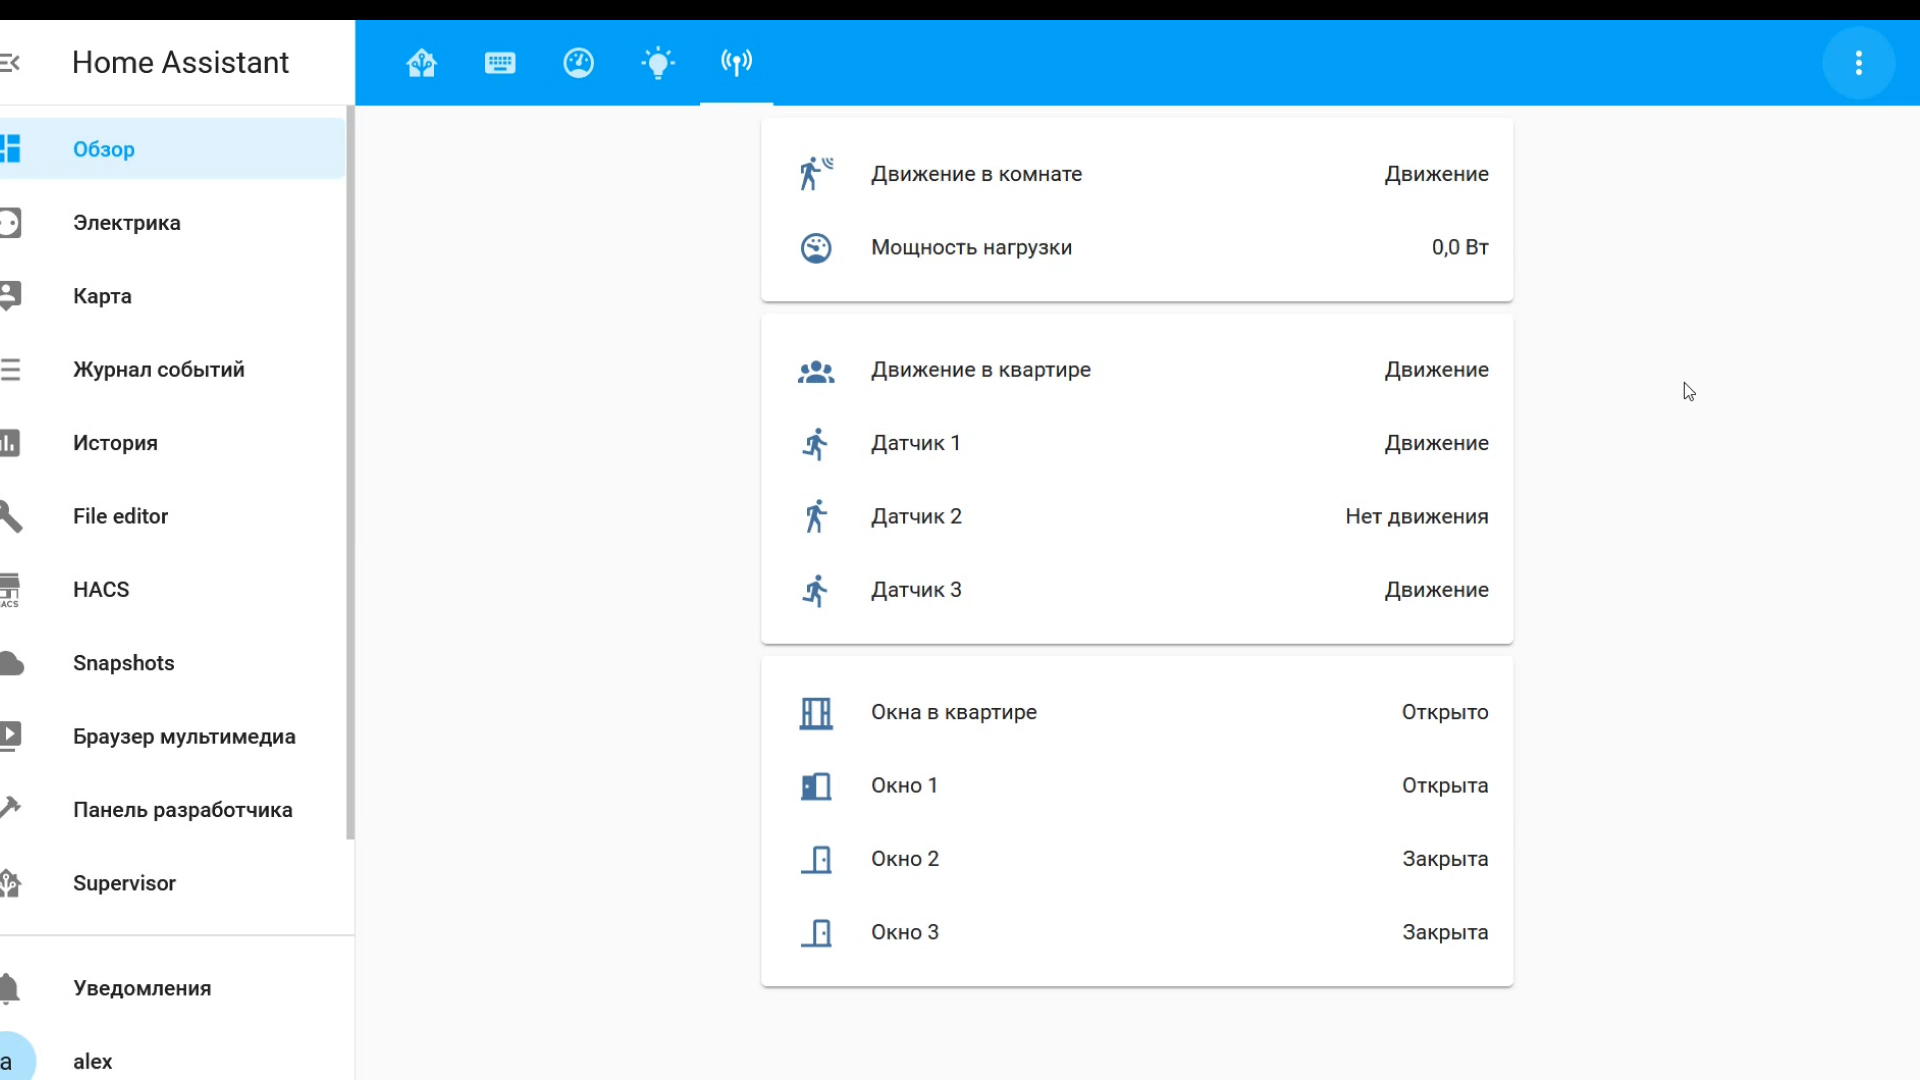 Home Assistant
Обзор
Электрика
Карта
Журнал событий
История
File editor
HACS
HACS
Snapshots
Браузер мультимедиа
Панель разработчика
Supervisor
Уведомления
a alex
Движение в комнате Движение
Мощность нагрузки 0,0 Вт
Движение в квартире Движение
Датчик 1 Движение
Датчик 2 Нет движения
Датчик 3 Движение
Окна в квартире Открыто
Окно 1 Открыта
Окно 2 Закрыта
Окно 3 Закрыта